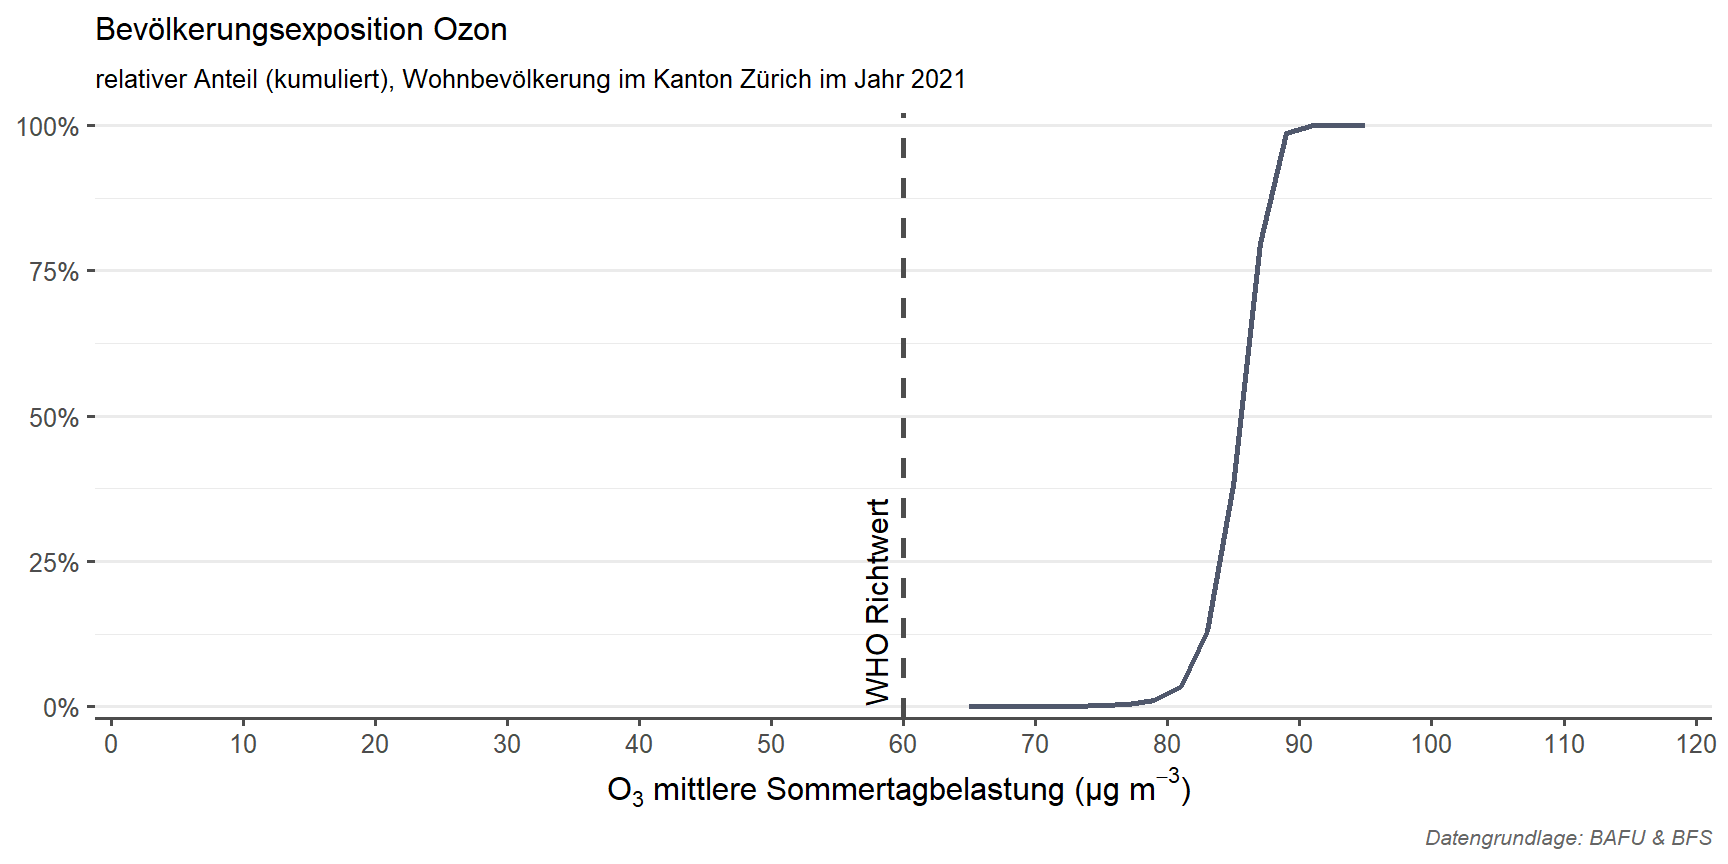 Bevölkerungsexposition Ozon
relativer Anteil (kumuliert), Wohnbevölkerung im Kanton Zürich im Jahr 2021
100%
75%
50%
25%
0%
WHO Richtwert
0 10 20 30 40 50 60 70 80 90 100 110 120
O₃ mittlere Sommertagbelastung (µg m⁻³)
Datengrundlage: BAFU & BFS